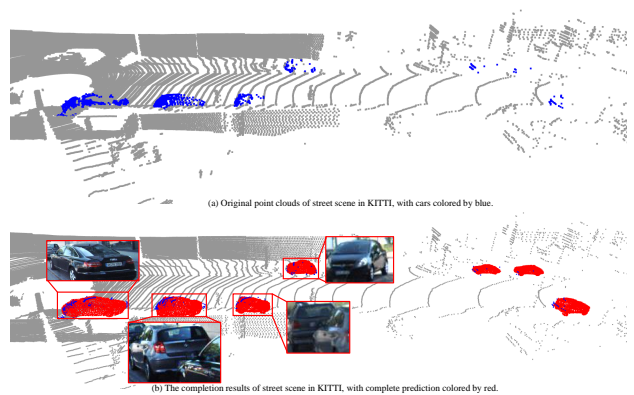 (a) Original point clouds of street scene in KITTI, with cars colored by blue.
(b) The completion results of street scene in KITTI, with complete prediction colored by red.